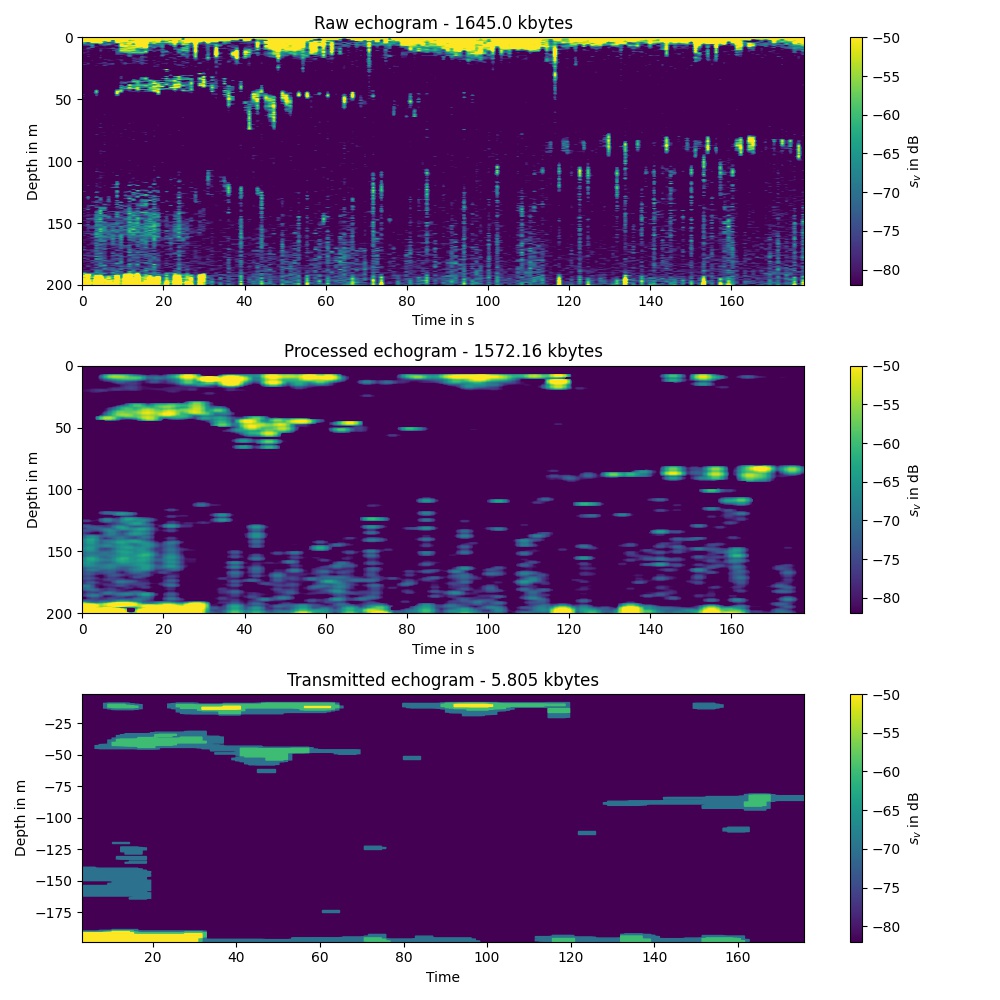 Raw echogram - 1645.0 kbytes
0
50
100
150
200
Depth in m
0 20 40 60 80 100 120 140 160
Time in s
−50
−55
−60
−65
−70
−75
−80
sv in dB
Processed echogram - 1572.16 kbytes
0
50
100
150
200
Depth in m
0 20 40 60 80 100 120 140 160
Time in s
−50
−55
−60
−65
−70
−75
−80
sv in dB
Transmitted echogram - 5.805 kbytes
−25
−50
−75
−100
−125
−150
−175
Depth in m
20 40 60 80 100 120 140 160
Time
−50
−55
−60
−65
−70
−75
−80
sv in dB